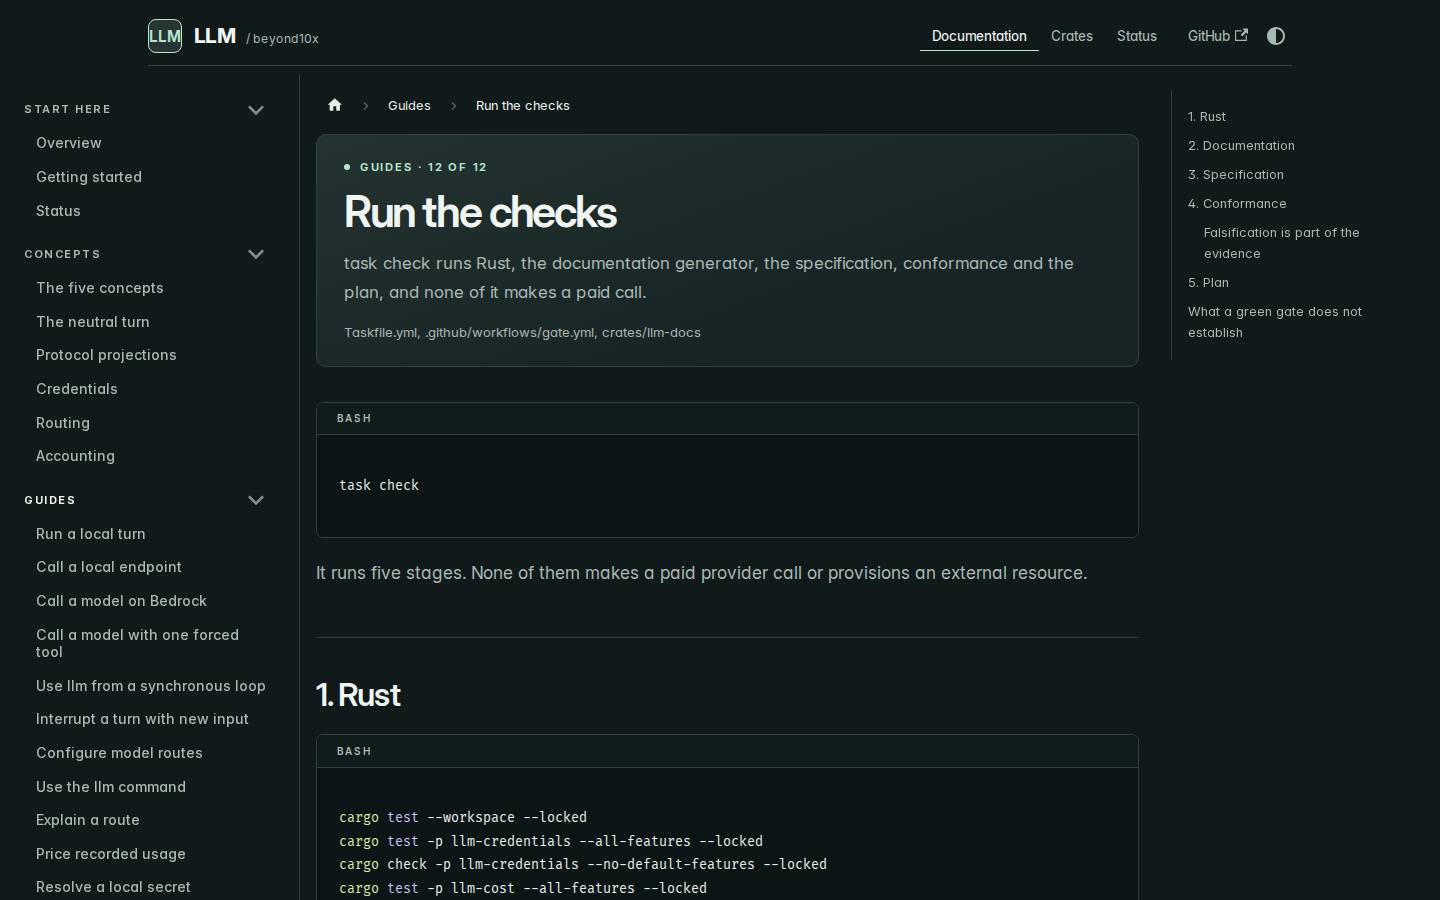 LLM LLM / beyond10x
Documentation Crates Status GitHub
START HERE
Overview
Getting started
Status
CONCEPTS
The five concepts
The neutral turn
Protocol projections
Credentials
Routing
Accounting
GUIDES
Run a local turn
Call a local endpoint
Call a model on Bedrock
Call a model with one forced
tool
Use llm from a synchronous loop
Interrupt a turn with new input
Configure model routes
Use the llm command
Explain a route
Price recorded usage
Resolve a local secret
Guides Run the checks
GUIDES · 12 OF 12
Run the checks
task check runs Rust, the documentation generator, the specification, conformance and the
plan, and none of it makes a paid call.
Taskfile.yml, .github/workflows/gate.yml, crates/llm-docs
BASH
task check
It runs five stages. None of them makes a paid provider call or provisions an external resource.
1. Rust
BASH
cargo test --workspace --locked
cargo test -p llm-credentials --all-features --locked
cargo check -p llm-credentials --no-default-features --locked
cargo test -p llm-cost --all-features --locked
1. Rust
2. Documentation
3. Specification
4. Conformance
Falsification is part of the
evidence
5. Plan
What a green gate does not
establish